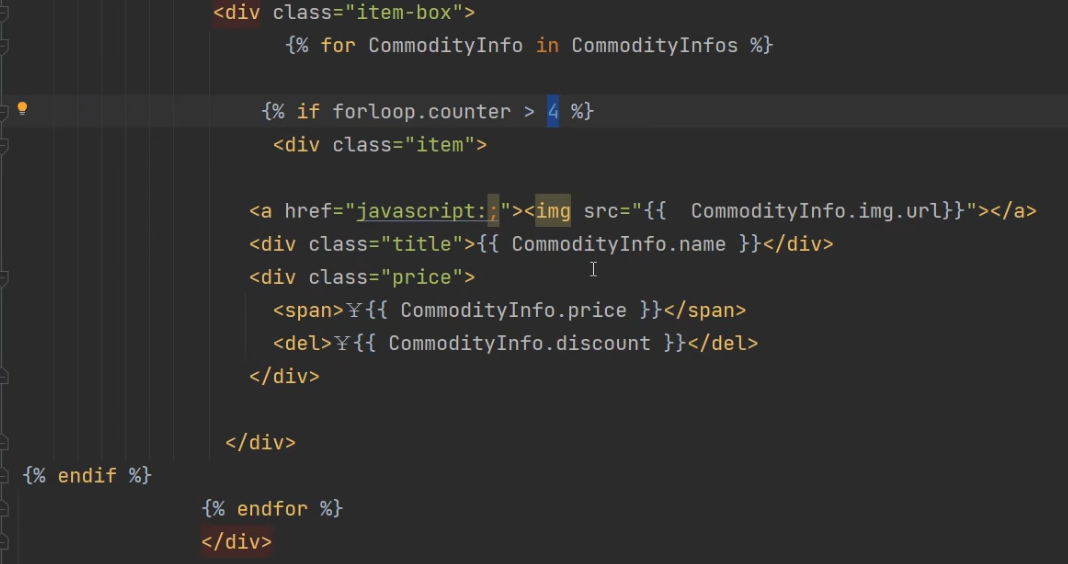 <div class="item-box">
{% for CommodityInfo in CommodityInfos %}
{% if forloop.counter > 4 %}
<div class="item">
<a href="javascript:;"><img src="{{  CommodityInfo.img.url}}"></a>
<div class="title">{{ CommodityInfo.name }}</div>
<div class="price">
<span>¥{{ CommodityInfo.price }}</span>
<del>¥{{ CommodityInfo.discount }}</del>
</div>
</div>
{% endif %}
{% endfor %}
</div>